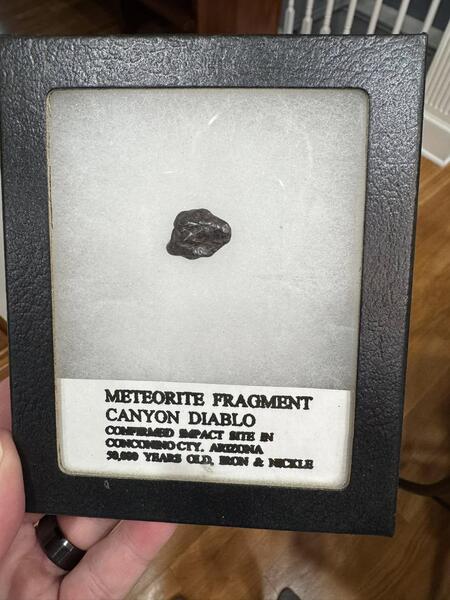 METEORITE FRAGMENT
CANYON DIABLO
CONFIRMED IMPACT SITE IN
CONCONINO CTY. ARIZONA
50,000 YEARS OLD, IRON & NICKLE